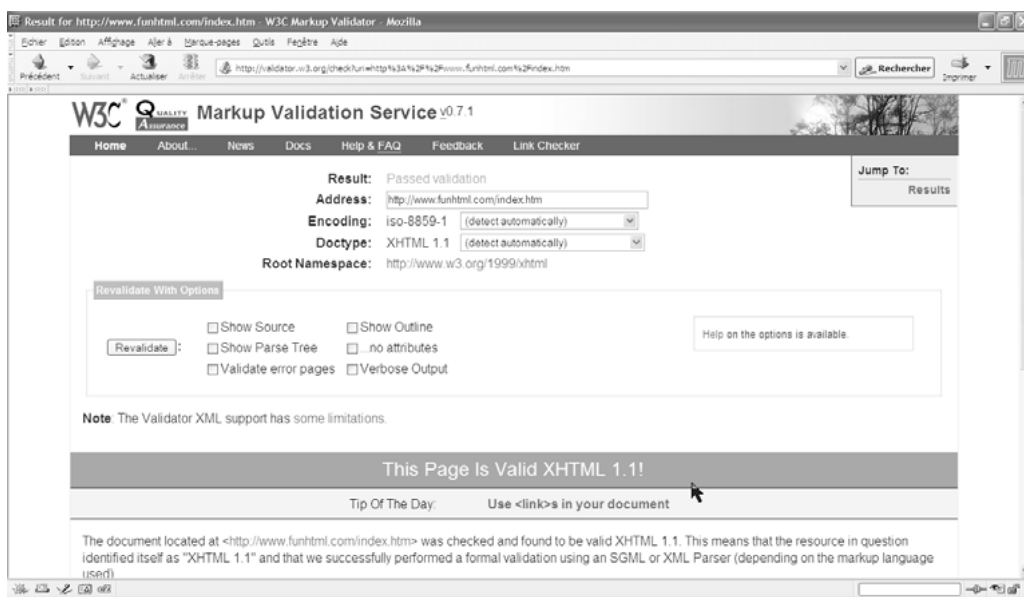 Result for http://www.funhtml.com/index.htm - W3C Markup Validator - Mozilla
Fichier Edition Affichage Aller à Marque-pages Outils Fenêtre Aide
Précédent Suivant Actualiser Arrêter http://validator.w3.org/check?uri=http%3A%2F%2Fwww.funhtml.com%2Findex.htm Rechercher Imprimer
W3C® QUALITY ASSURANCE Markup Validation Service v0.7.1
Home About... News Docs Help & FAQ Feedback Link Checker
Jump To:
Results
Result: Passed validation
Address: http://www.funhtml.com/index.htm
Encoding: iso-8859-1 (detect automatically)
Doctype: XHTML 1.1 (detect automatically)
Root Namespace: http://www.w3.org/1999/xhtml
Revalidate With Options
Show Source Show Outline
Revalidate : Show Parse Tree ...no attributes
Validate error pages Verbose Output
Help on the options is available.
Note: The Validator XML support has some limitations.
This Page Is Valid XHTML 1.1!
Tip Of The Day: Use <link>s in your document
The document located at <http://www.funhtml.com/index.htm> was checked and found to be valid XHTML 1.1. This means that the resource in question
identified itself as "XHTML 1.1" and that we successfully performed a formal validation using an SGML or XML Parser (depending on the markup language
used)